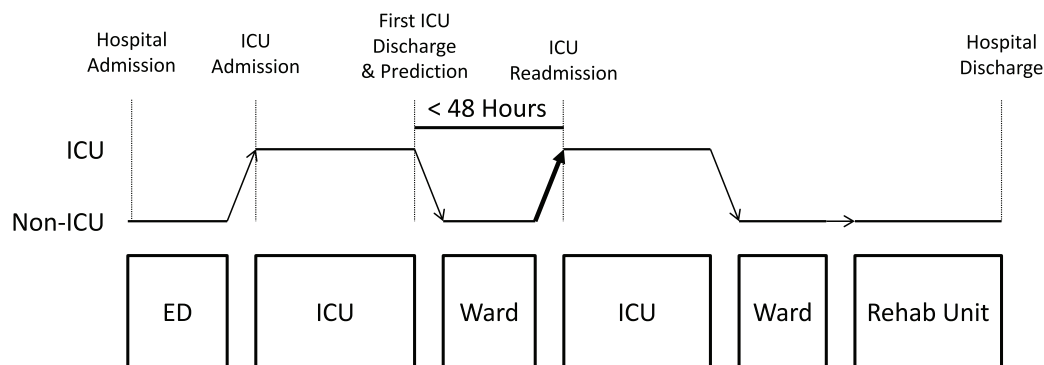 Hospital
Admission
ICU
Admission
First ICU
Discharge
& Prediction
ICU
Readmission
Hospital
Discharge
< 48 Hours
ICU
Non-ICU
ED
ICU
Ward
ICU
Ward
Rehab Unit